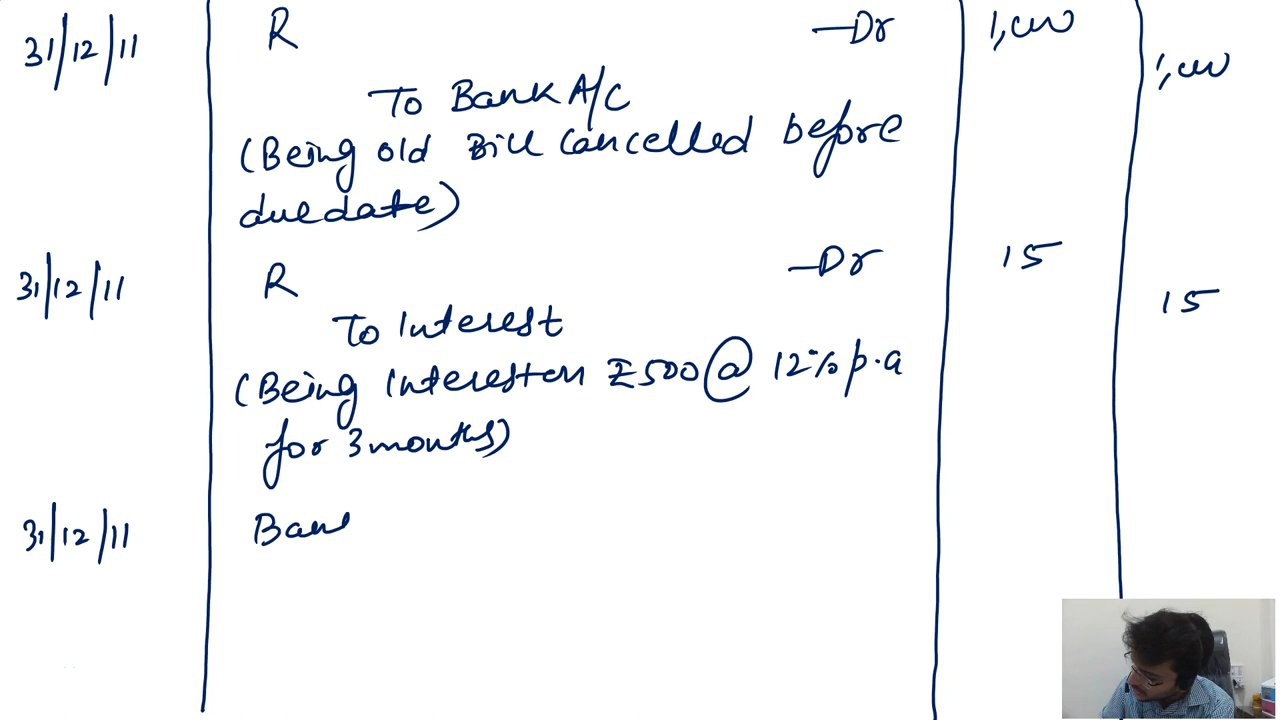 31/12/11 R —Dr 1,000
1,000
To Bank A/C
(Being old Bill Cancelled before
duedate)
31/12/11 R —Dr 15
15
To Interest
(Being Interest on ₹500 @ 12% p.a
for 3 months)
31/12/11 Ban